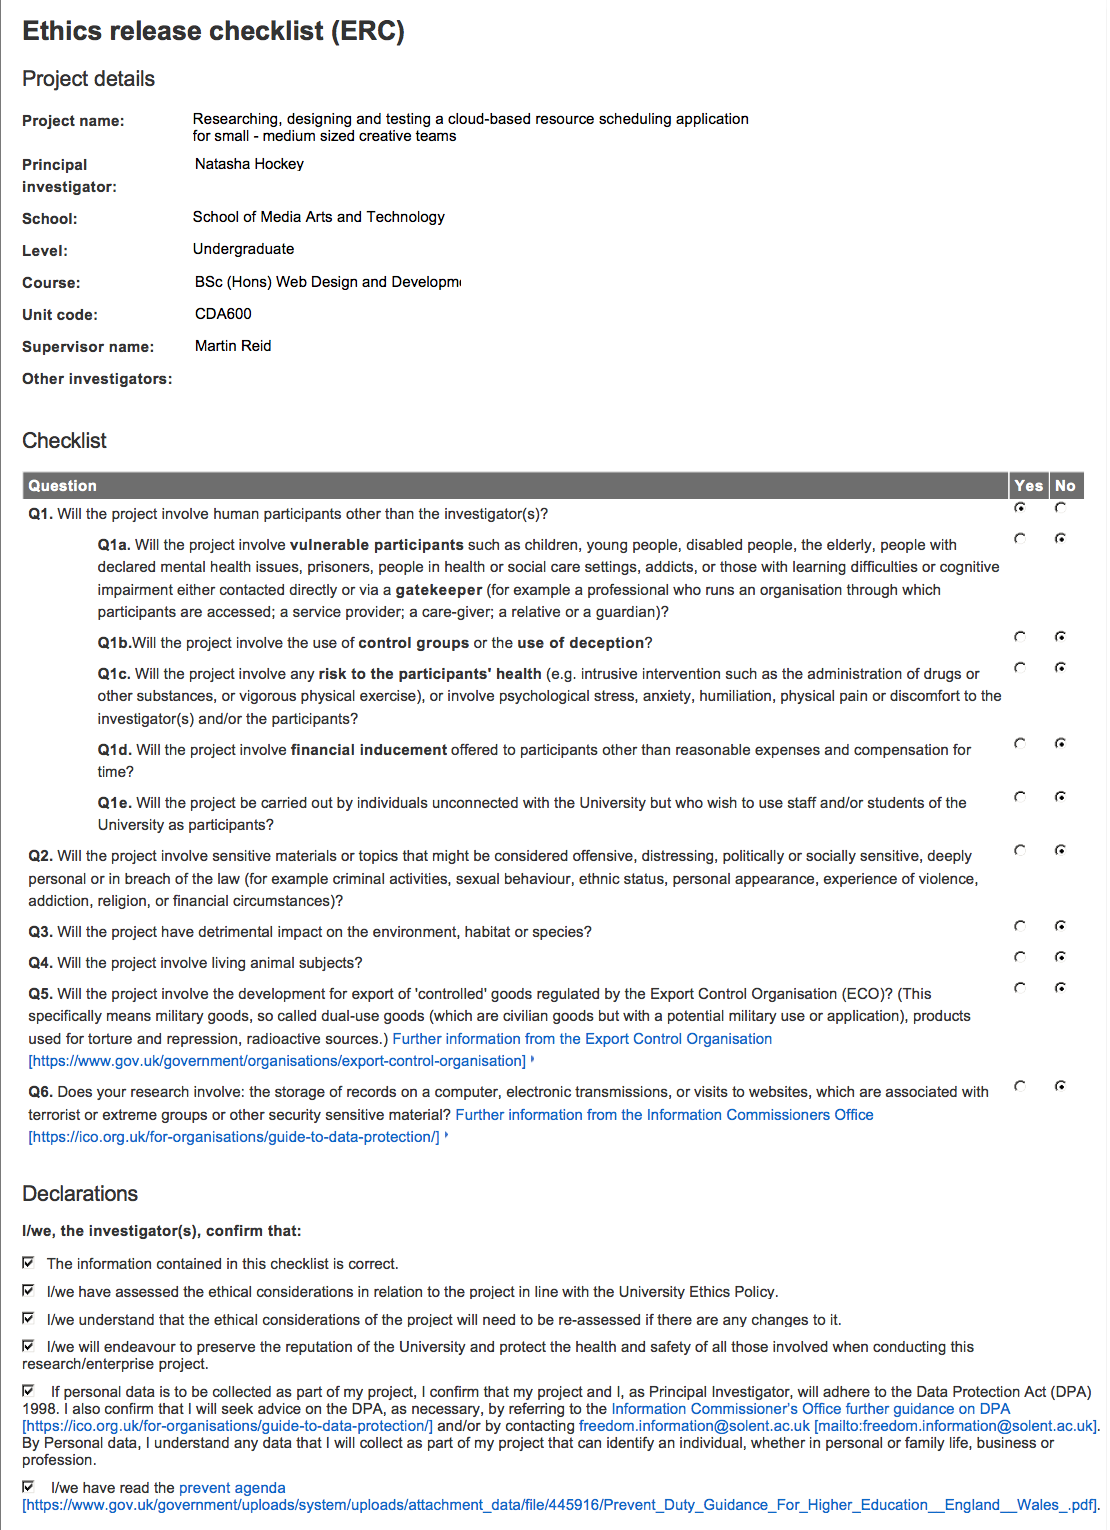 Ethics release checklist (ERC)
Project details
Project name: Researching, designing and testing a cloud-based resource scheduling application
for small - medium sized creative teams
Principal investigator: Natasha Hockey
School: School of Media Arts and Technology
Level: Undergraduate
Course: BSc (Hons) Web Design and Developm
Unit code: CDA600
Supervisor name: Martin Reid
Other investigators:
Checklist
Question Yes No
Q1. Will the project involve human participants other than the investigator(s)?
Q1a. Will the project involve vulnerable participants such as children, young people, disabled people, the elderly, people with
declared mental health issues, prisoners, people in health or social care settings, addicts, or those with learning difficulties or cognitive
impairment either contacted directly or via a gatekeeper (for example a professional who runs an organisation through which
participants are accessed; a service provider; a care-giver; a relative or a guardian)?
Q1b.Will the project involve the use of control groups or the use of deception?
Q1c. Will the project involve any risk to the participants' health (e.g. intrusive intervention such as the administration of drugs or
other substances, or vigorous physical exercise), or involve psychological stress, anxiety, humiliation, physical pain or discomfort to the
investigator(s) and/or the participants?
Q1d. Will the project involve financial inducement offered to participants other than reasonable expenses and compensation for
time?
Q1e. Will the project be carried out by individuals unconnected with the University but who wish to use staff and/or students of the
University as participants?
Q2. Will the project involve sensitive materials or topics that might be considered offensive, distressing, politically or socially sensitive, deeply
personal or in breach of the law (for example criminal activities, sexual behaviour, ethnic status, personal appearance, experience of violence,
addiction, religion, or financial circumstances)?
Q3. Will the project have detrimental impact on the environment, habitat or species?
Q4. Will the project involve living animal subjects?
Q5. Will the project involve the development for export of 'controlled' goods regulated by the Export Control Organisation (ECO)? (This
specifically means military goods, so called dual-use goods (which are civilian goods but with a potential military use or application), products
used for torture and repression, radioactive sources.) Further information from the Export Control Organisation
[https://www.gov.uk/government/organisations/export-control-organisation]
Q6. Does your research involve: the storage of records on a computer, electronic transmissions, or visits to websites, which are associated with
terrorist or extreme groups or other security sensitive material? Further information from the Information Commissioners Office
[https://ico.org.uk/for-organisations/guide-to-data-protection/]
Declarations
I/we, the investigator(s), confirm that:
The information contained in this checklist is correct.
I/we have assessed the ethical considerations in relation to the project in line with the University Ethics Policy.
I/we understand that the ethical considerations of the project will need to be re-assessed if there are any changes to it.
I/we will endeavour to preserve the reputation of the University and protect the health and safety of all those involved when conducting this
research/enterprise project.
If personal data is to be collected as part of my project, I confirm that my project and I, as Principal Investigator, will adhere to the Data Protection Act (DPA)
1998. I also confirm that I will seek advice on the DPA, as necessary, by referring to the Information Commissioner's Office further guidance on DPA
[https://ico.org.uk/for-organisations/guide-to-data-protection/] and/or by contacting freedom.information@solent.ac.uk [mailto:freedom.information@solent.ac.uk].
By Personal data, I understand any data that I will collect as part of my project that can identify an individual, whether in personal or family life, business or
profession.
I/we have read the prevent agenda
[https://www.gov.uk/government/uploads/system/uploads/attachment_data/file/445916/Prevent_Duty_Guidance_For_Higher_Education__England__Wales_.pdf].